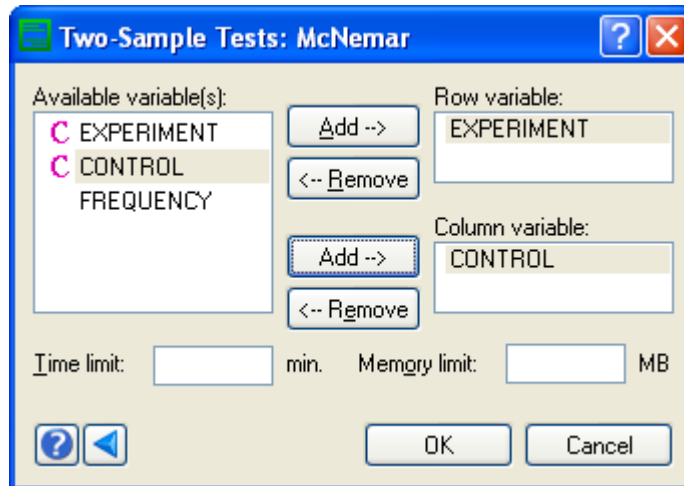 Two-Sample Tests: McNemar
Available variable(s):
C EXPERIMENT
C CONTROL
FREQUENCY
Add -->
<-- Remove
Row variable:
EXPERIMENT
Add -->
<-- Remove
Column variable:
CONTROL
Time limit: min. Memory limit: MB
OK Cancel